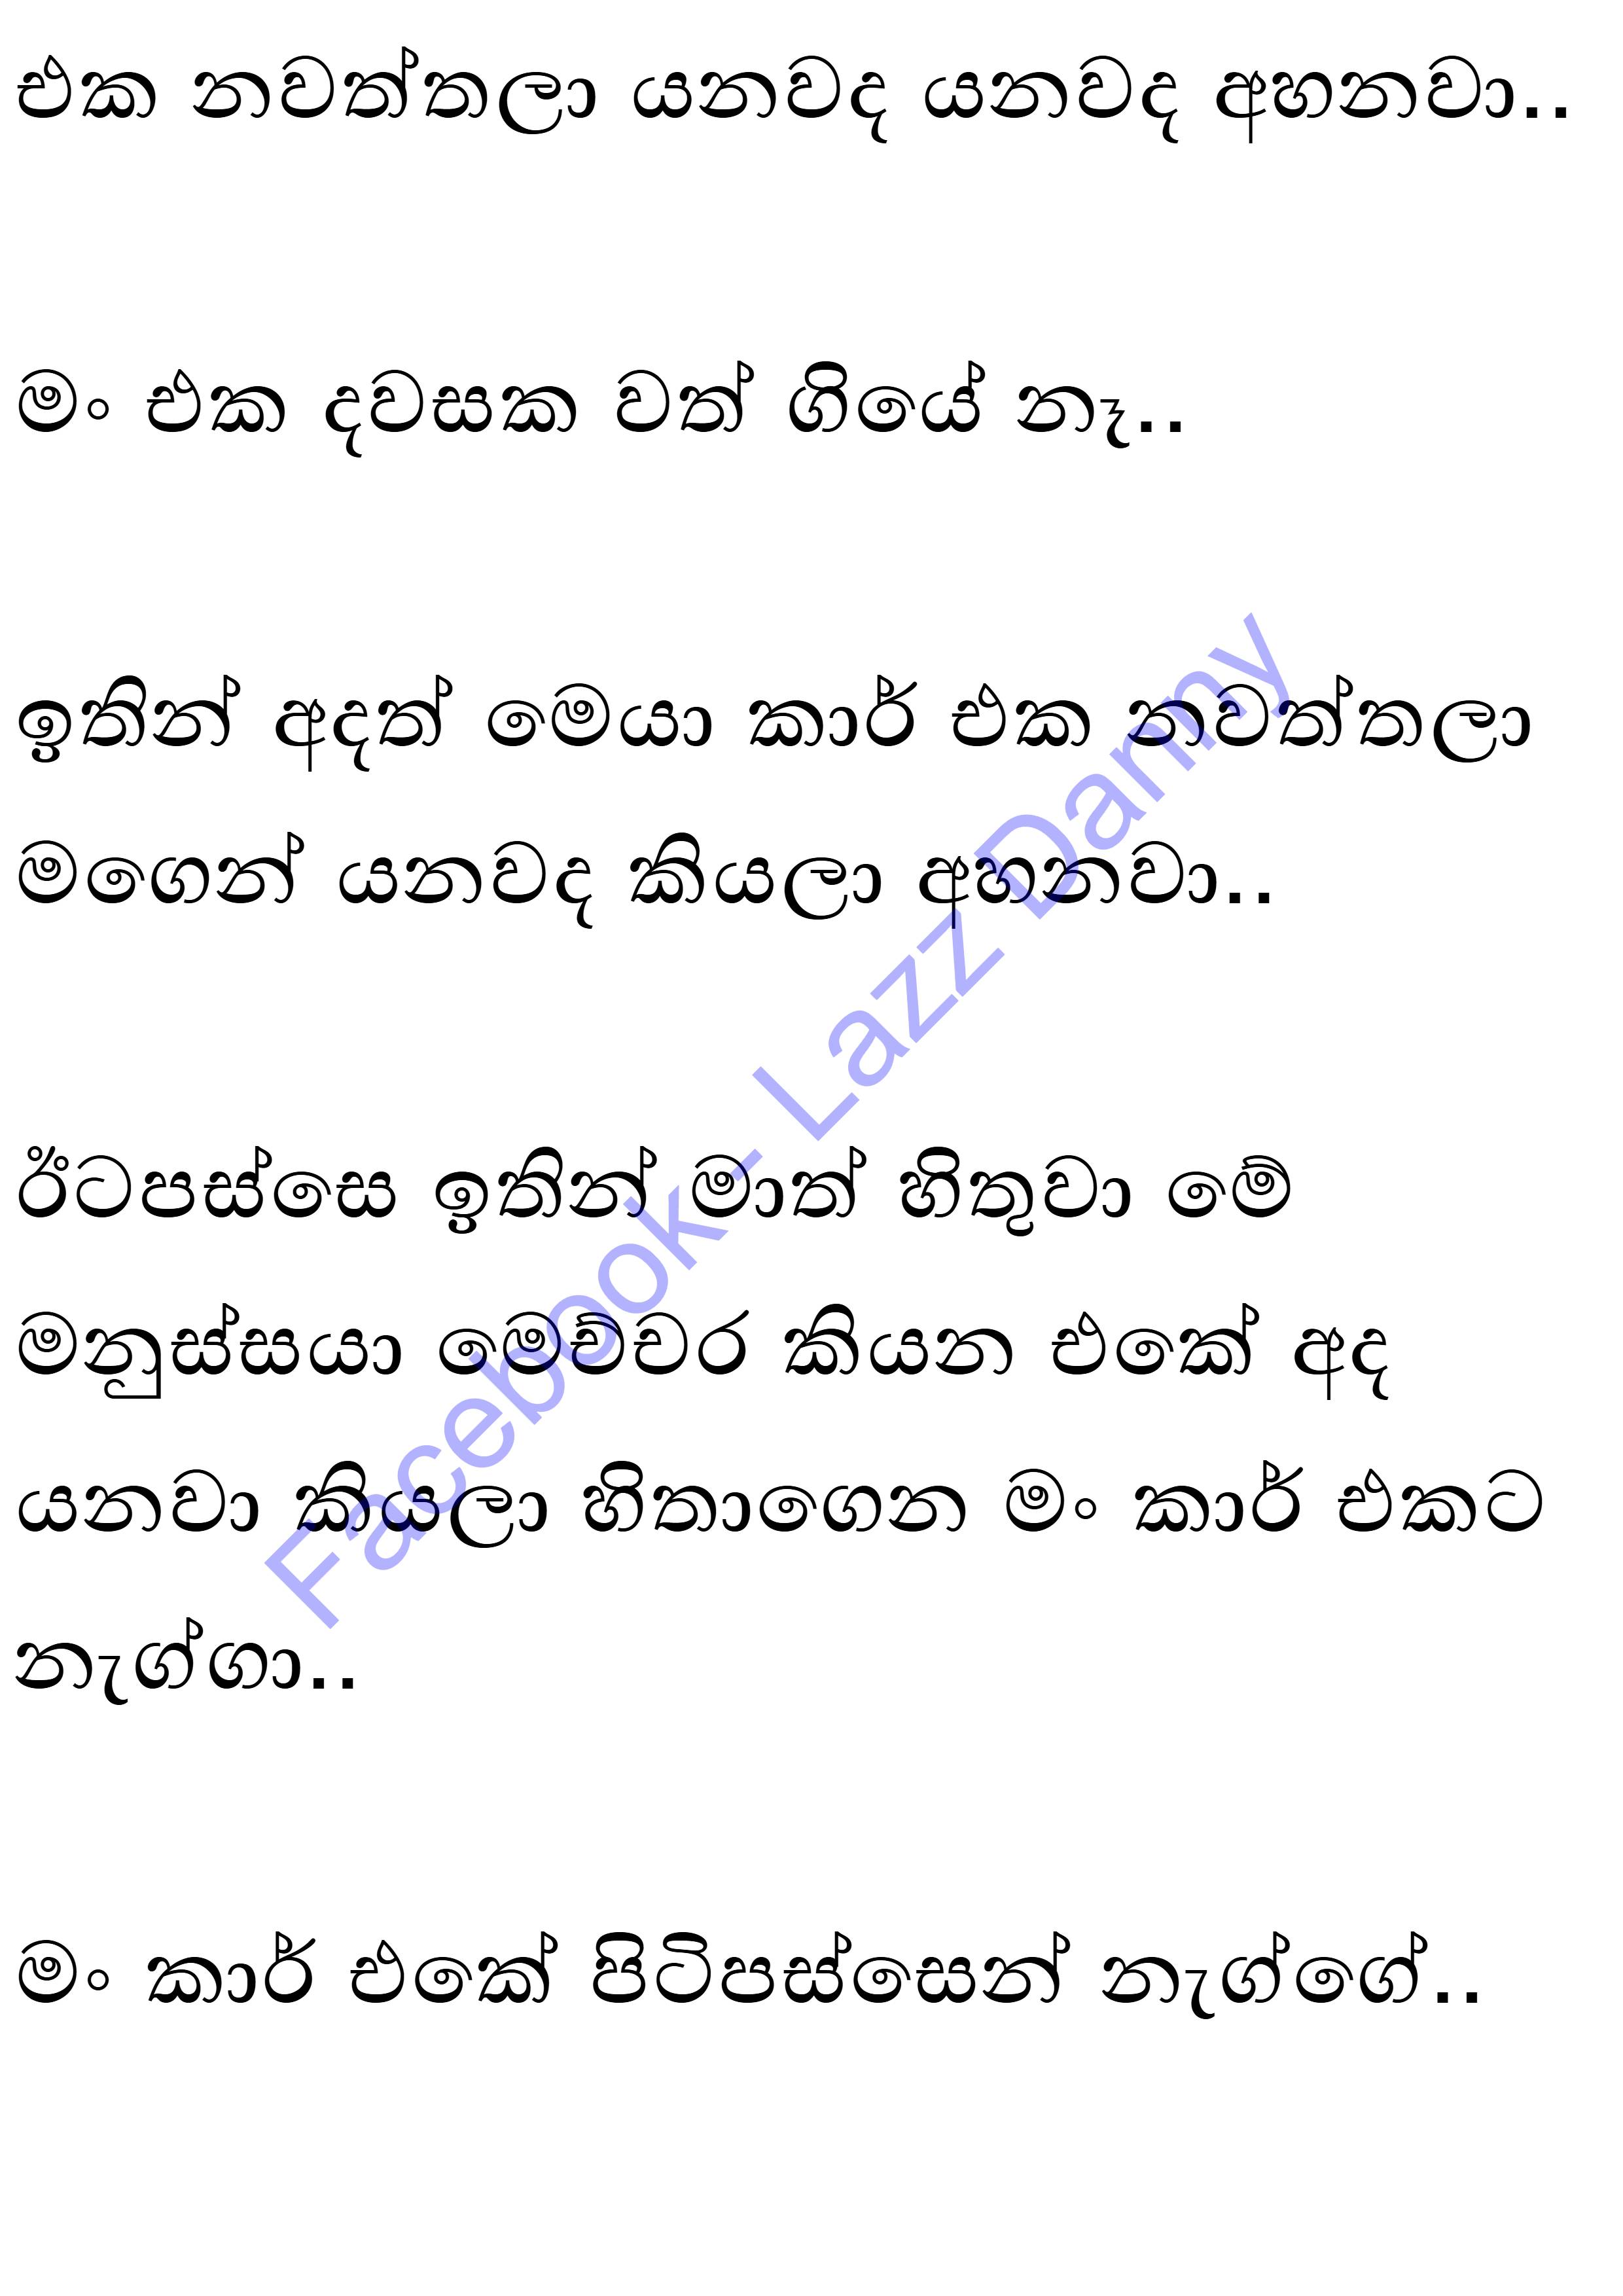 එක නවත්තලා යනවද යනවද අහනවා..
මං එක දවසක වත් ගියේ නෑ..
ඉතින් අදත් මෙයා කාර් එක නවත්තලා
මගෙන් යනවද කියලා අහනවා..
ඊටපස්සෙ ඉතින් මාත් හිතුවා මේ
මනුස්සයා මෙච්චර කියන එකේ අද
යනවා කියලා හිතාගෙන මං කාර් එකට
නැග්ගා..
මං කාර් එකේ පිටිපස්සෙන් නැග්ගේ..
Facebook - Lazz Danny